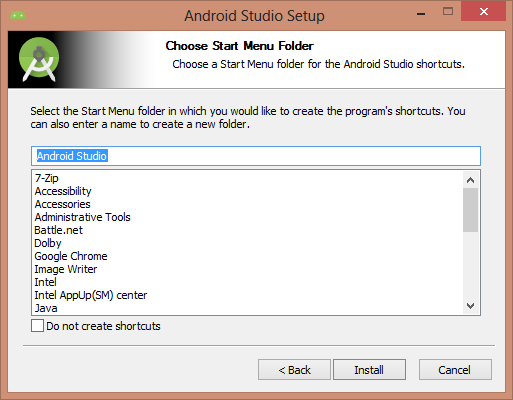 Android Studio Setup
Choose Start Menu Folder
Choose a Start Menu folder for the Android Studio shortcuts.
Select the Start Menu folder in which you would like to create the program's shortcuts. You
can also enter a name to create a new folder.
Android Studio
7-Zip
Accessibility
Accessories
Administrative Tools
Battle.net
Dolby
Google Chrome
Image Writer
Intel
Intel AppUp(SM) center
Java
Do not create shortcuts
< Back
Install
Cancel